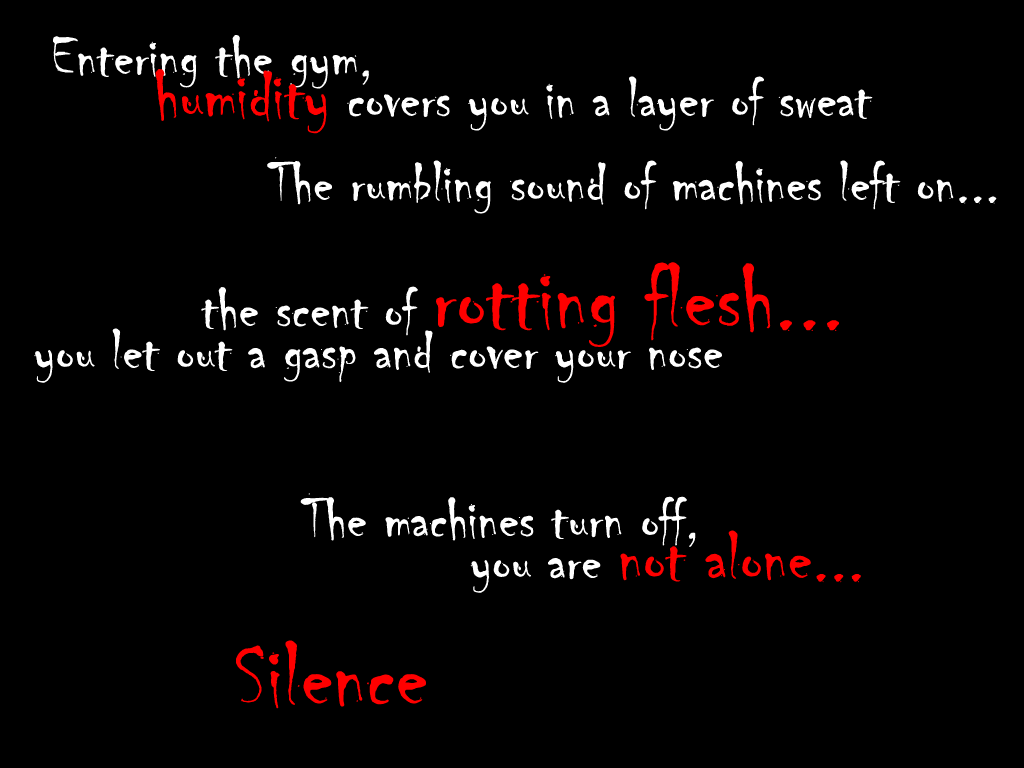 Entering the gym,
humidity covers you in a layer of sweat
The rumbling sound of machines left on...
the scent of rotting flesh...
you let out a gasp and cover your nose
The machines turn off,
you are not alone...
Silence